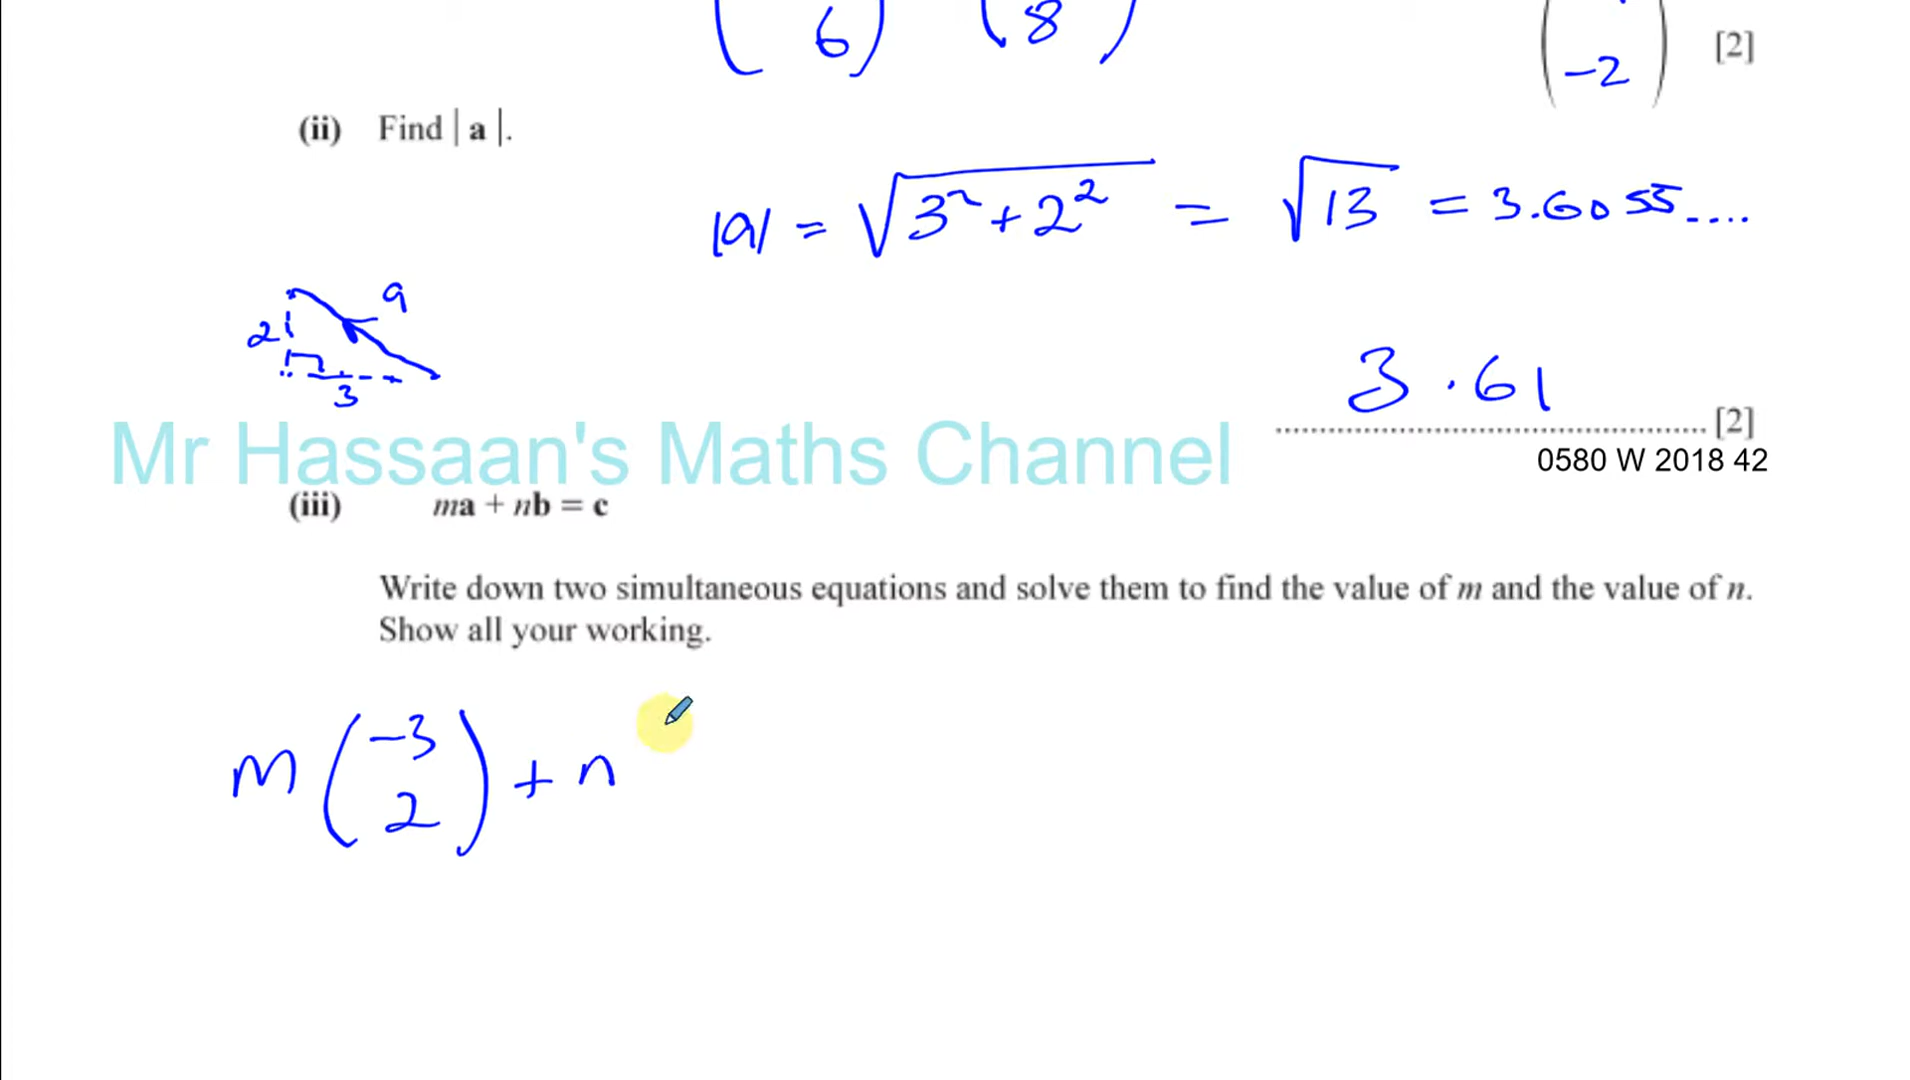 6 8 [2]
-2
(ii) Find | a |.
|a| = √3² + 2² = √13 = 3.6055....
a
2
3
3.61
[2]
0580 W 2018 42
Mr Hassaan's Maths Channel
(iii) ma + nb = c
Write down two simultaneous equations and solve them to find the value of m and the value of n.
Show all your working.
m(-3 2) + n